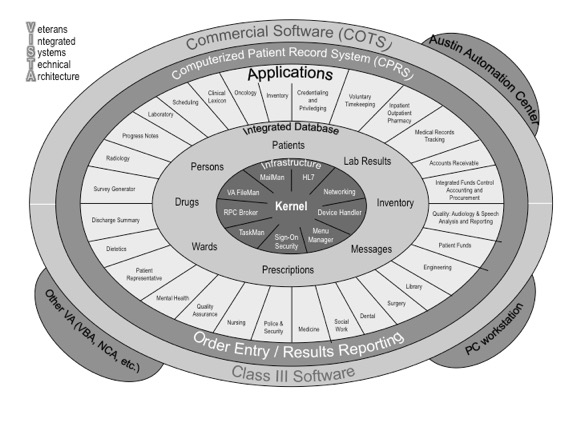 Veterans
Integrated
Systems
Technical
Architecture
Commercial Software (COTS)
Computerized Patient Record System (CPRS)
Austin Automation Center
Applications
Laboratory
Scheduling
Clinical
Lexicon
Oncology
Inventory
Credentialing
and
Priviledging
Voluntary
Timekeeping
Inpatient
Outpatient
Pharmacy
Medical Records
Tracking
Accounts Receivable
Integrated Funds Control
Accounting and
Procurement
Quality: Audiology & Speech
Analysis and Reporting
Patient Funds
Engineering
Library
Surgery
Dental
Social
Work
Medicine
Police &
Security
Nursing
Quality
Assurance
Mental Health
Patient
Representative
Dietetics
Discharge Summary
Survey Generator
Radiology
Progress Notes
Integrated Database
Patients
Lab Results
Inventory
Messages
Prescriptions
Wards
Drugs
Persons
Infrastructure
MailMan
HL7
Networking
Device Handler
Menu
Manager
Sign-On
Security
TaskMan
RPC Broker
VA FileMan
Kernel
Order Entry / Results Reporting
Class III Software
Other VA (VBA, NCA, etc.)
PC workstation